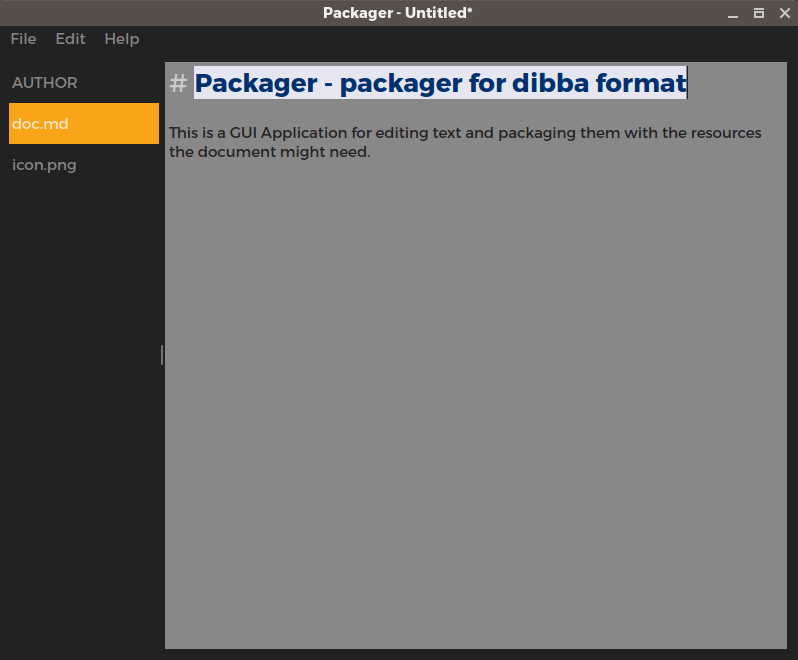 Packager - Untitled*
File Edit Help
AUTHOR
doc.md
icon.png
# Packager - packager for dibba format
This is a GUI Application for editing text and packaging them with the resources
the document might need.